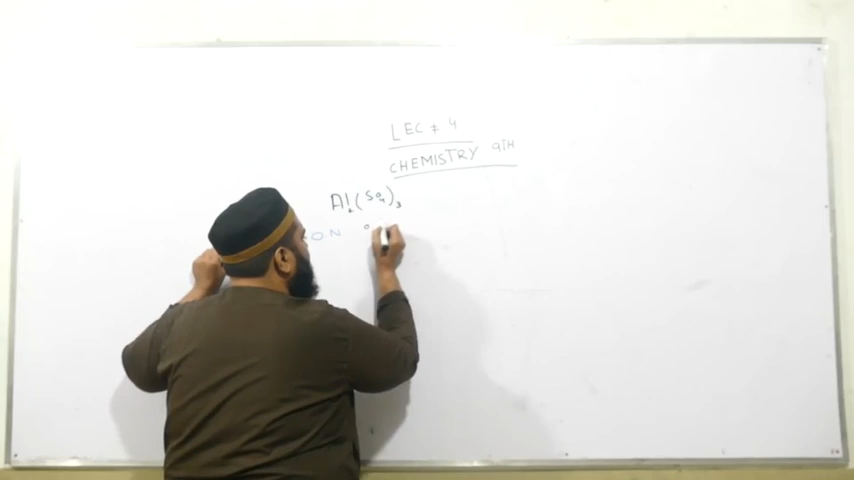 LEC # 4
CHEMISTRY 9TH
Al₂(SO₄)₃
O.N